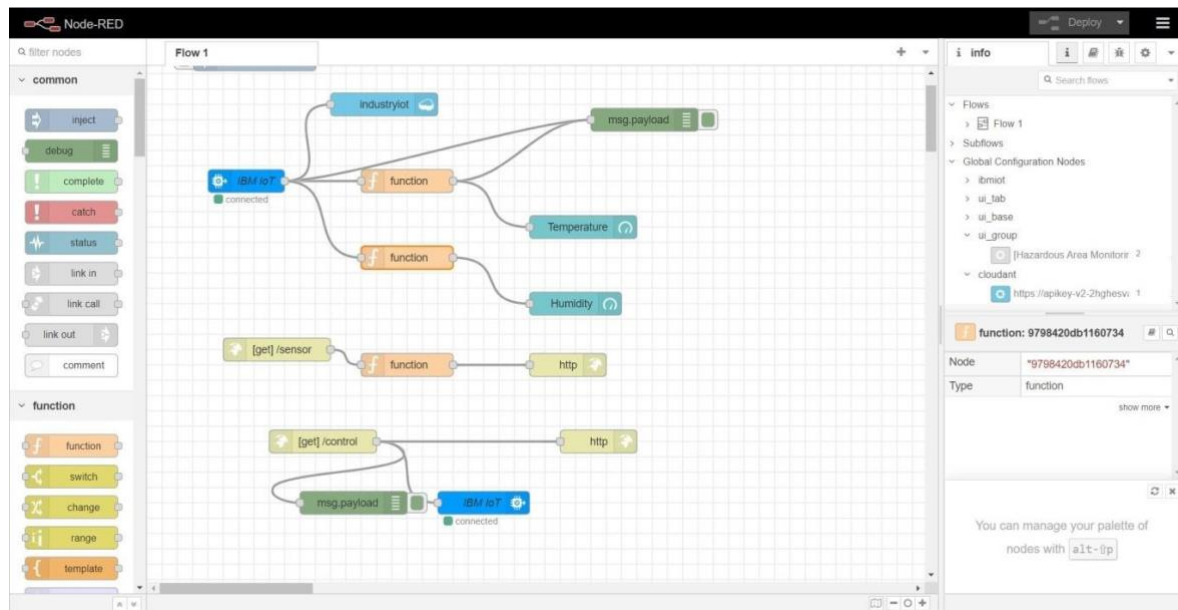 Node-RED
Deploy
filter nodes
common
inject
debug
complete
catch
status
link in
link call
link out
comment
function
function
switch
change
range
template
Flow 1
industryIot
msg.payload
IBM IoT
connected
function
Temperature
function
Humidity
[get] /sensor
function
http
[get] /control
http
msg.payload
IBM IoT
connected
i info
i
Search flows
Flows
Flow 1
Subflows
Global Configuration Nodes
ibmiot
ui_tab
ui_base
ui_group
[Hazardous Area Monitorir 2
cloudant
https://apikey-v2-2hghesv 1
function: 9798420db1160734
Node "9798420db1160734"
Type function
show more
You can manage your palette of
nodes with alt-⇧p